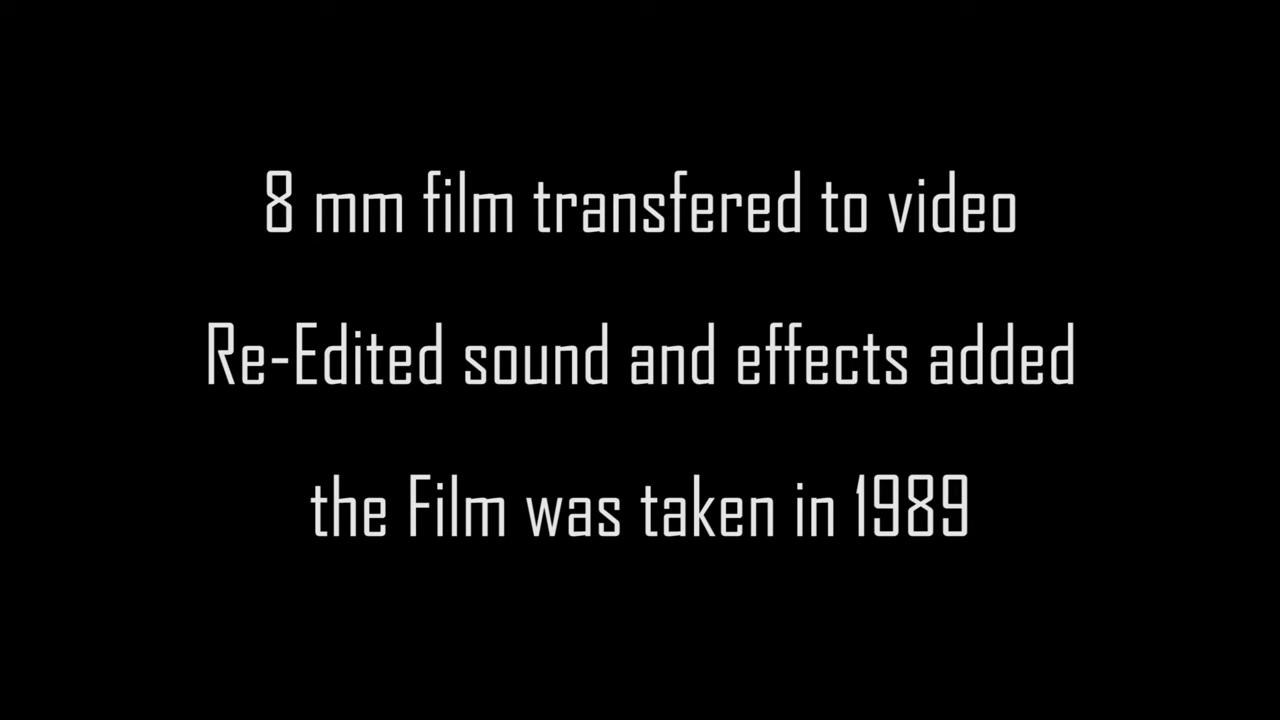 8 mm film transfered to video
Re-Edited sound and effects added
the Film was taken in 1989